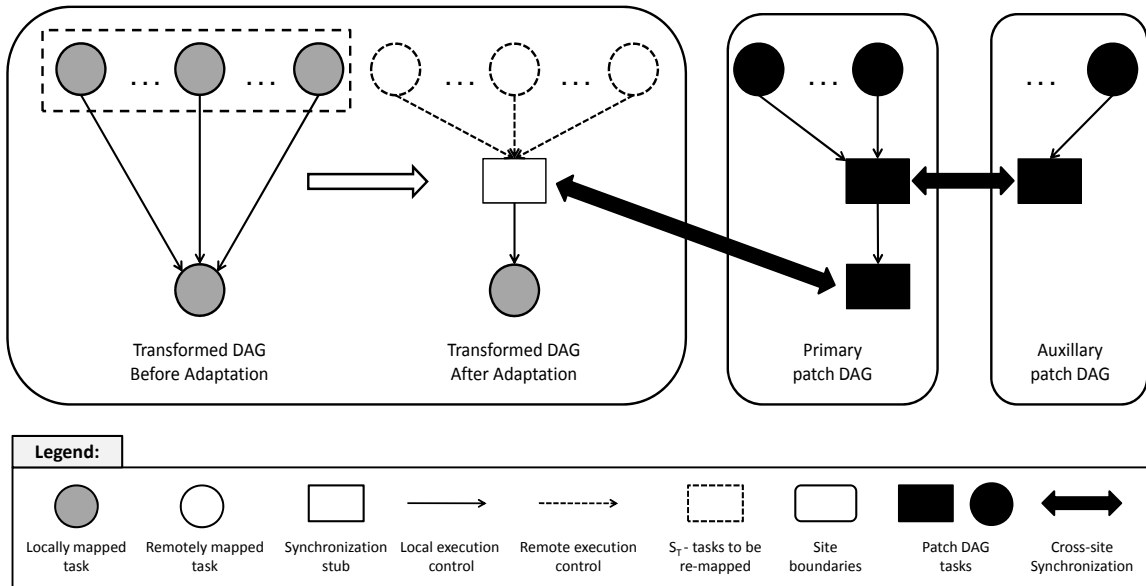 ... ...
... ...
...
...
Transformed DAG
Before Adaptation
Transformed DAG
After Adaptation
Primary
patch DAG
Auxillary
patch DAG
Legend:
Locally mapped
task
Remotely mapped
task
Synchronization
stub
Local execution
control
Remote execution
control
S_T - tasks to be
re-mapped
Site
boundaries
Patch DAG
tasks
Cross-site
Synchronization